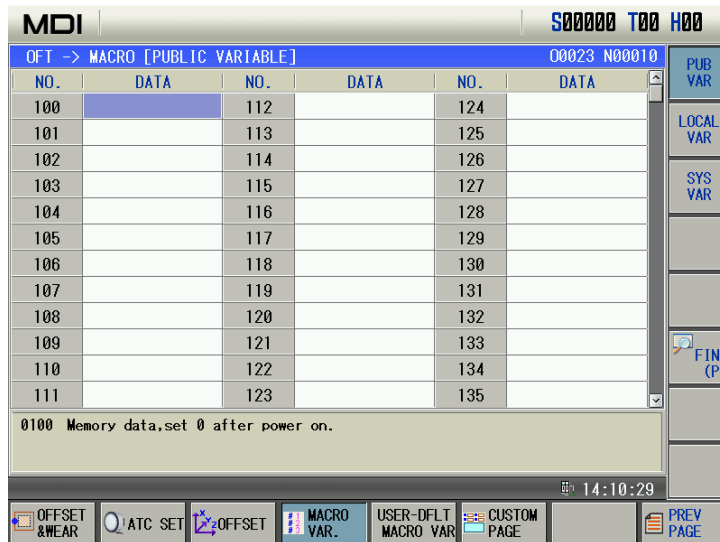 MDI S00000 T00 H00
OFT -> MACRO [PUBLIC VARIABLE] O0023 N00010
NO. DATA NO. DATA NO. DATA
100 112 124
101 113 125
102 114 126
103 115 127
104 116 128
105 117 129
106 118 130
107 119 131
108 120 132
109 121 133
110 122 134
111 123 135
0100 Memory data,set 0 after power on.
14:10:29
PUB
VAR
LOCAL
VAR
SYS
VAR
FIN
(P
OFFSET
&WEAR
ATC SET
OFFSET
MACRO
VAR.
USER-DFLT
MACRO VAR
CUSTOM
PAGE
PREV
PAGE